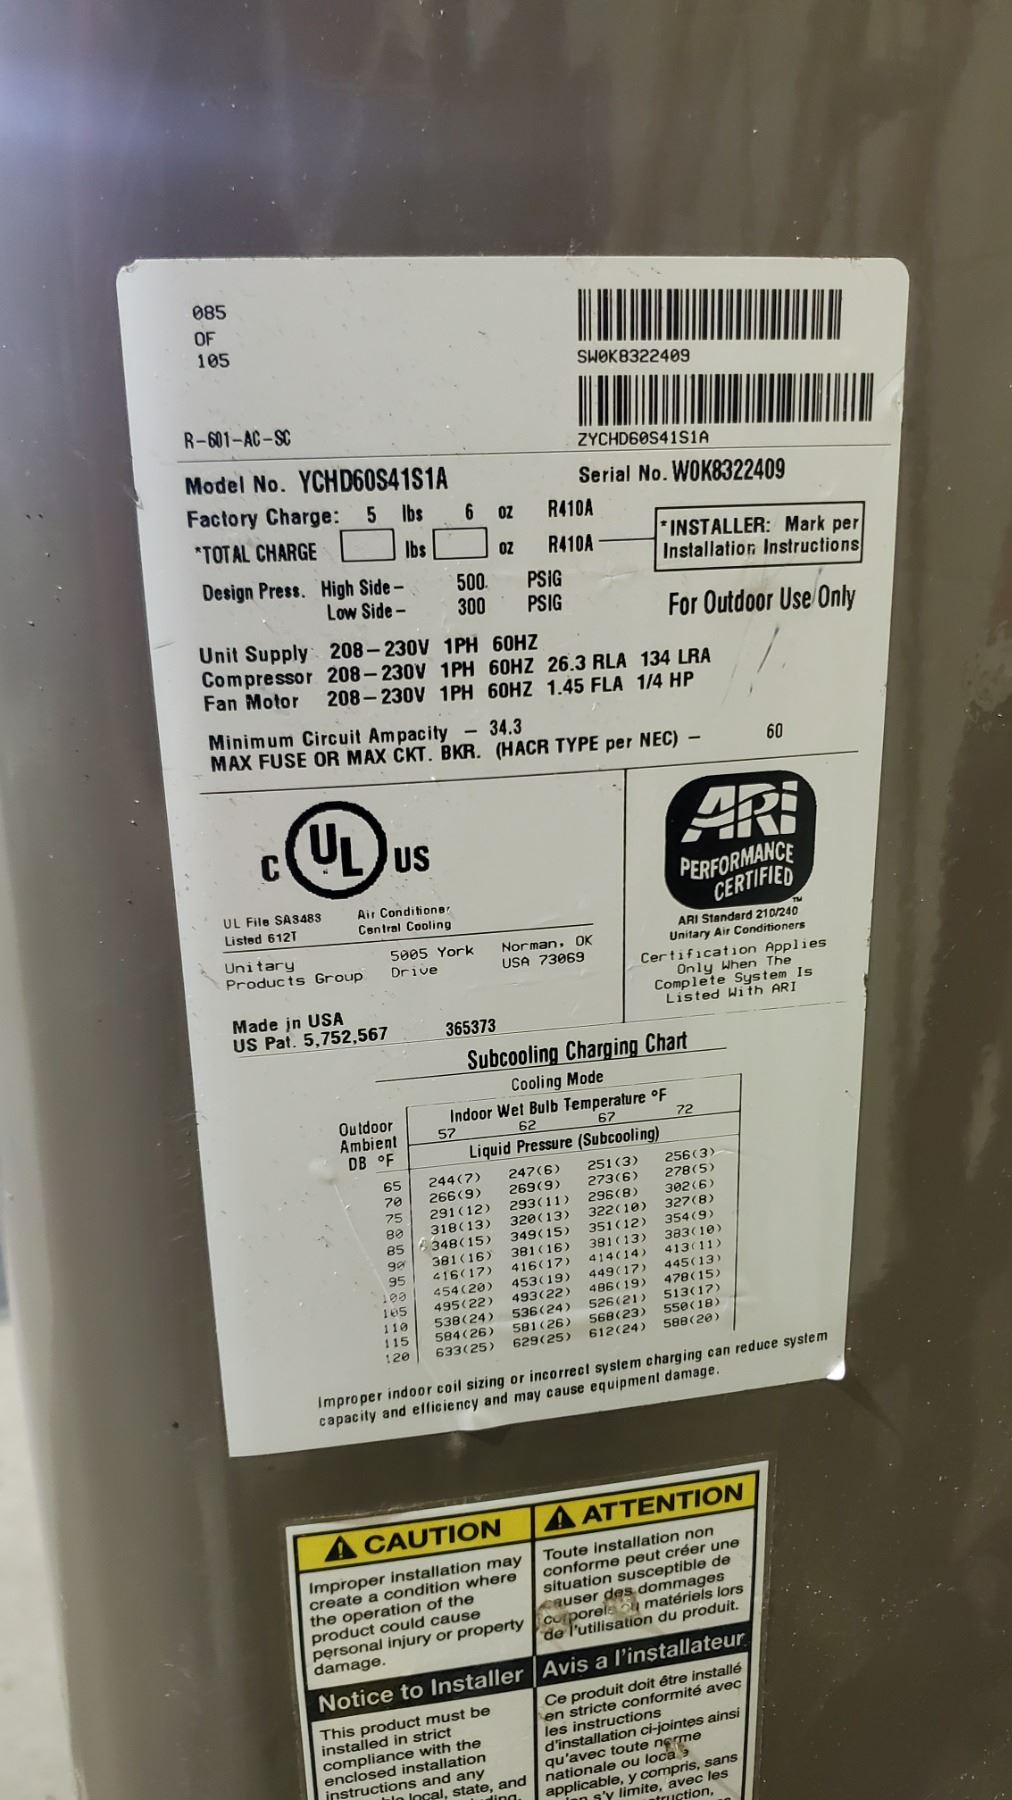 085
OF
105
SW0K8322409
R-601-AC-SC
ZYCHD60S41S1A
Model No. YCHD60S41S1A
Serial No. W0K8322409
Factory Charge: 5 lbs 6 oz R410A
*TOTAL CHARGE lbs oz R410A
*INSTALLER: Mark per
Installation Instructions
Design Press. High Side – 500 PSIG
Low Side – 300 PSIG
For Outdoor Use Only
Unit Supply 208–230V 1PH 60HZ
Compressor 208–230V 1PH 60HZ 26.3 RLA 134 LRA
Fan Motor 208–230V 1PH 60HZ 1.45 FLA 1/4 HP
Minimum Circuit Ampacity – 34.3
MAX FUSE OR MAX CKT. BKR. (HACR TYPE per NEC) – 60
C UL US
UL File SA3483
Listed 612T
Air Conditioner
Central Cooling
Unitary
Products Group
5005 York
Drive
Norman, OK
USA 73069
ARI
PERFORMANCE
CERTIFIED
TM
ARI Standard 210/240
Unitary Air Conditioners
Certification Applies
Only When The
Complete System Is
Listed With ARI
Made in USA
US Pat. 5,752,567 365373
Subcooling Charging Chart
Cooling Mode
Outdoor
Ambient
DB °F
Indoor Wet Bulb Temperature °F
57 62 67 72
Liquid Pressure (Subcooling)
65 244(7) 247(6) 251(3) 256(3)
70 266(9) 269(9) 273(6) 278(5)
75 291(12) 293(11) 296(8) 302(6)
80 318(13) 320(13) 322(10) 327(8)
85 348(15) 349(15) 351(12) 354(9)
90 381(16) 381(16) 381(13) 383(10)
95 416(17) 416(17) 414(14) 413(11)
100 454(20) 453(19) 449(17) 445(13)
105 495(22) 493(22) 486(19) 478(15)
110 538(24) 536(24) 526(21) 513(17)
115 584(26) 581(26) 568(23) 550(18)
120 633(25) 629(25) 612(24) 588(20)
Improper indoor coil sizing or incorrect system charging can reduce system
capacity and efficiency and may cause equipment damage.
CAUTION
Improper installation may
create a condition where
the operation of the
product could cause
personal injury or property
damage.
Notice to Installer
This product must be
installed in strict
compliance with the
enclosed installation
instructions and any
local, state, and
ATTENTION
Toute installation non
conforme peut créer une
situation susceptible de
causer des dommages
corporels matériels lors
de l'utilisation du produit.
Avis a l'installateur
Ce produit doit être installé
en stricte conformité avec
les instructions
d'installation ci-jointes ainsi
qu'avec toute norme
nationale ou locale
applicable, y compris, sans
s'y limite, avec les